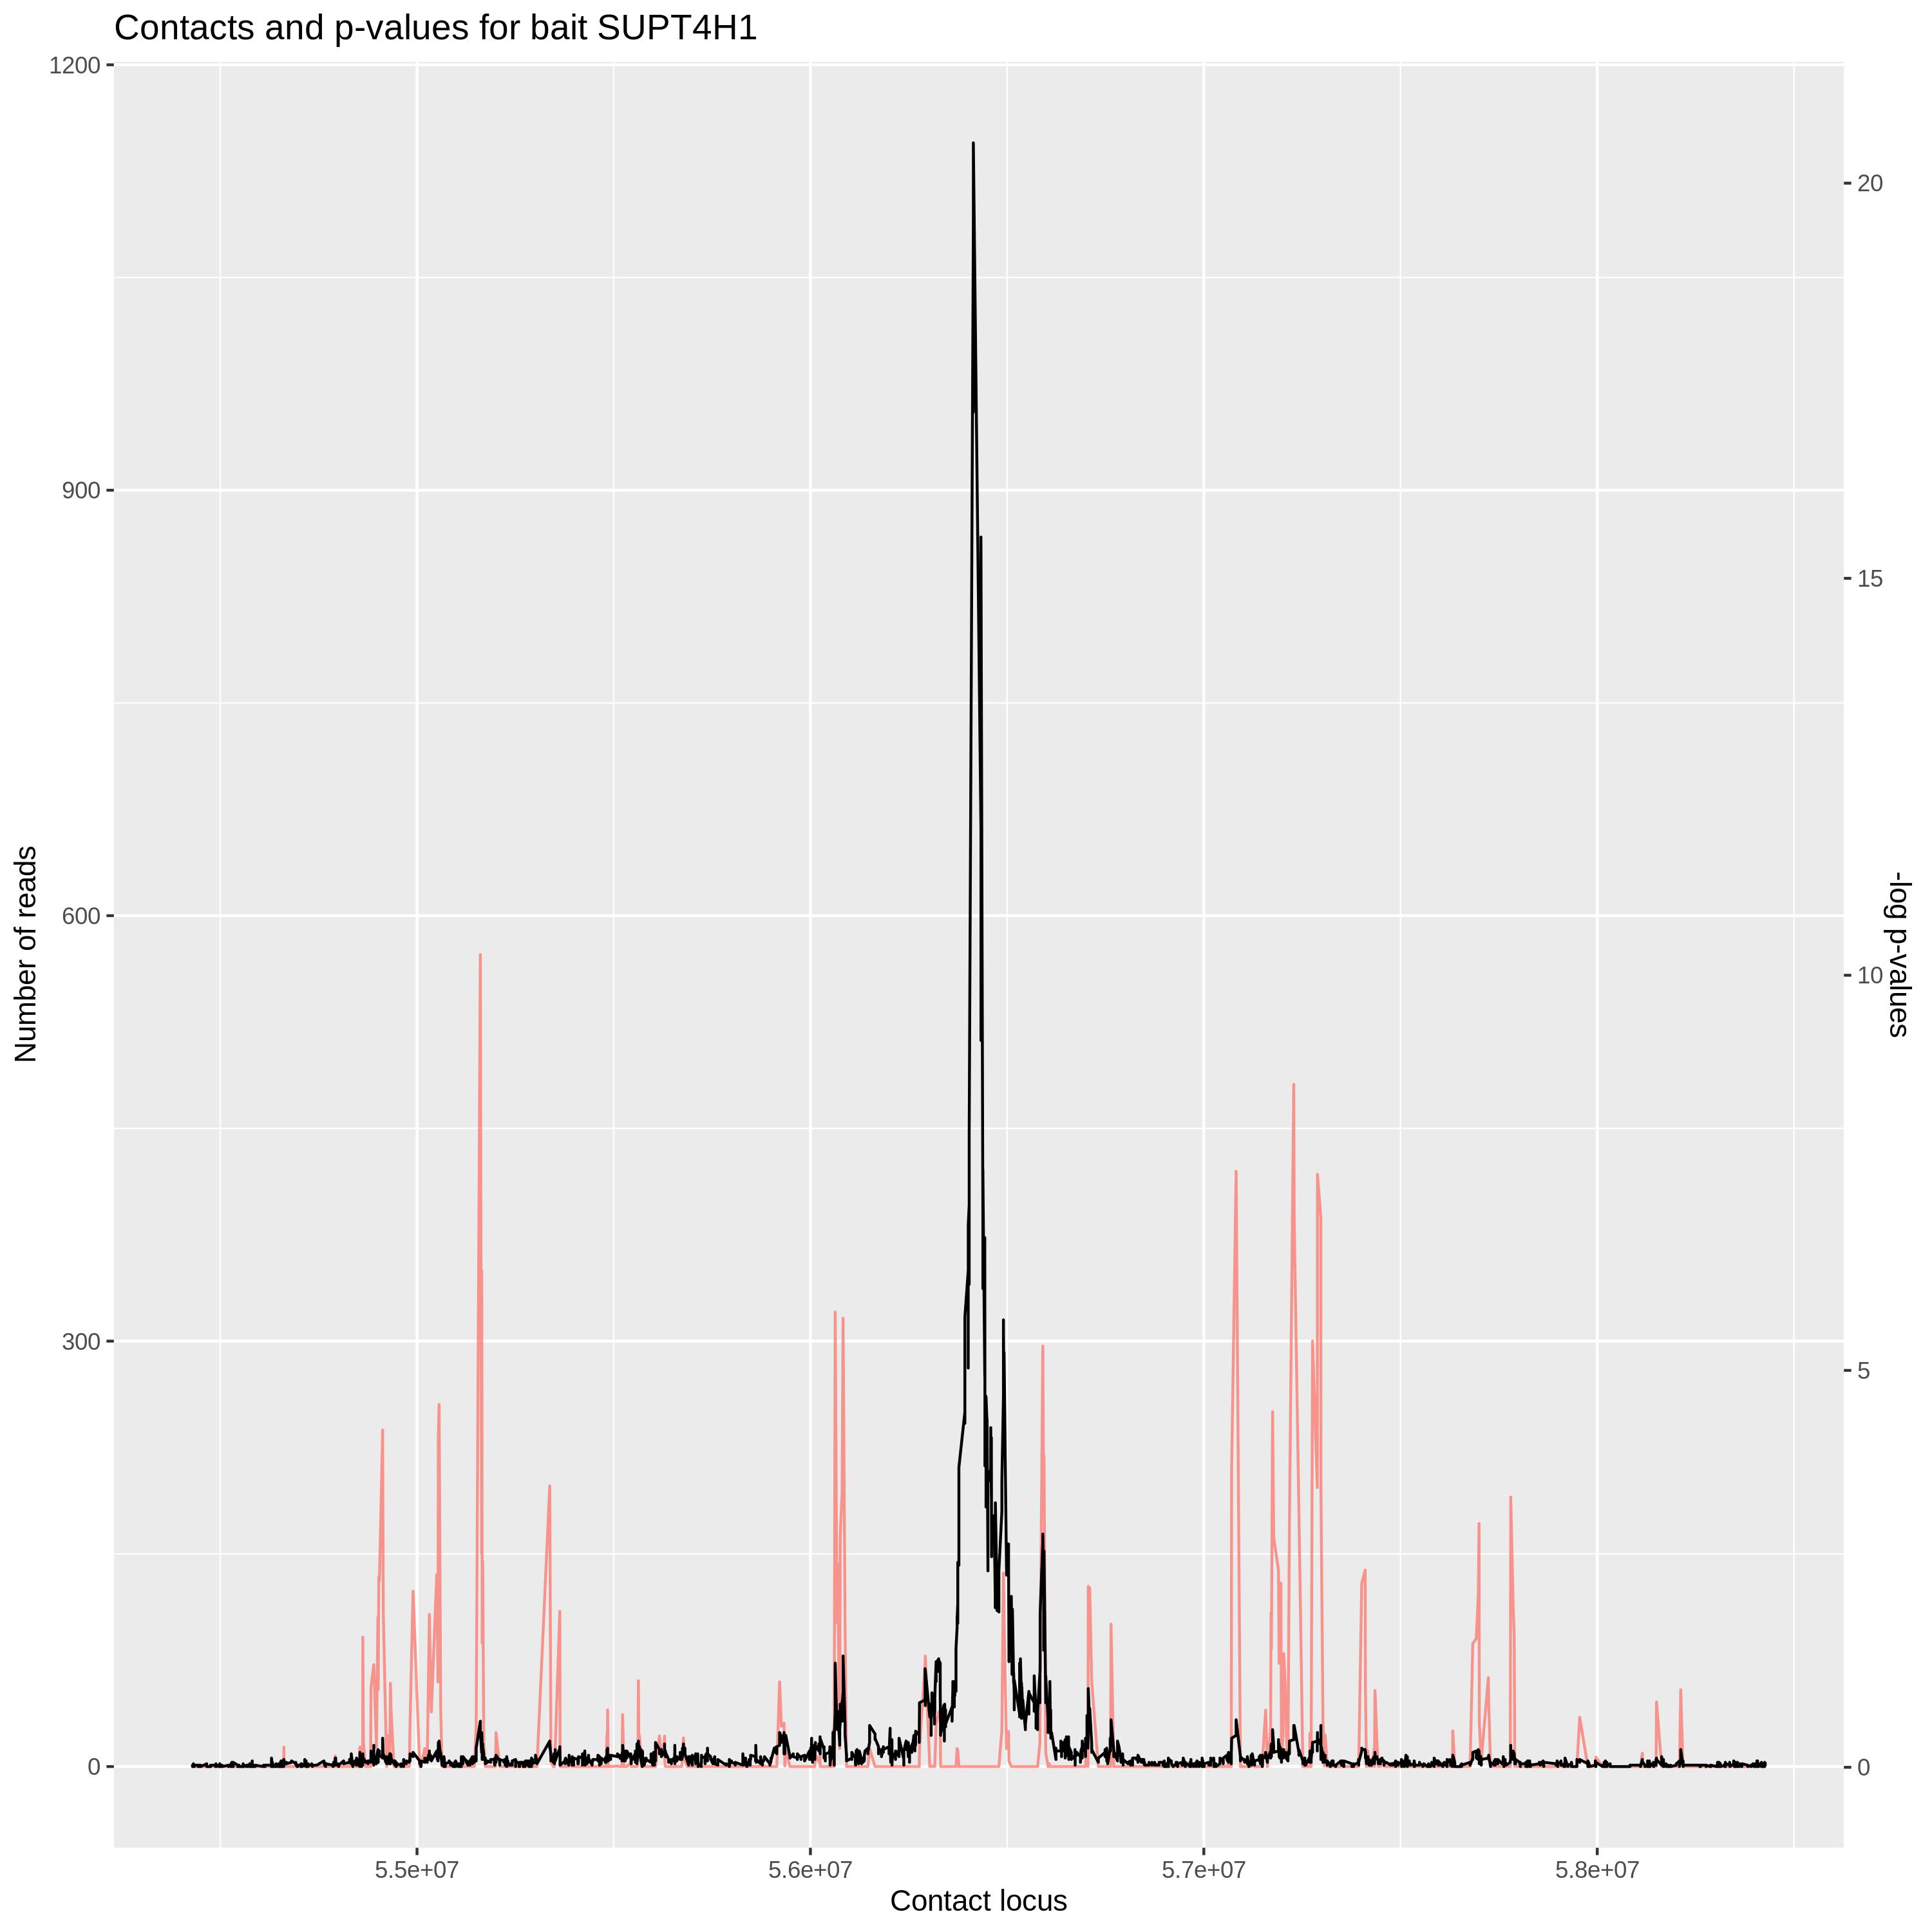 Contacts and p-values for bait SUPT4H1
1200
900
600
300
0
Number of reads
20
15
10
5
0
-log p-values
5.5e+07
5.6e+07
5.7e+07
5.8e+07
Contact locus